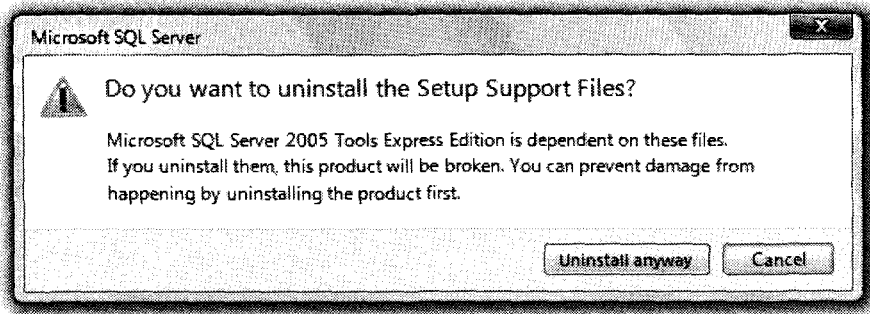 Microsoft SQL Server
Do you want to uninstall the Setup Support Files?
Microsoft SQL Server 2005 Tools Express Edition is dependent on these files.
If you uninstall them, this product will be broken. You can prevent damage from
happening by uninstalling the product first.
Uninstall anyway Cancel